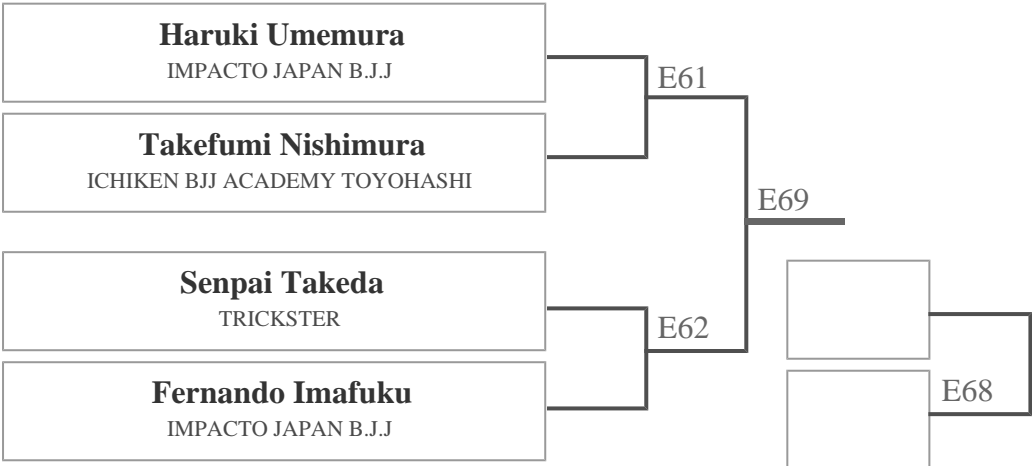 Haruki Umemura
IMPACTO JAPAN B.J.J
E61
Takefumi Nishimura
ICHIKEN BJJ ACADEMY TOYOHASHI
E69
Senpai Takeda
TRICKSTER
E62
Fernando Imafuku
IMPACTO JAPAN B.J.J
E68